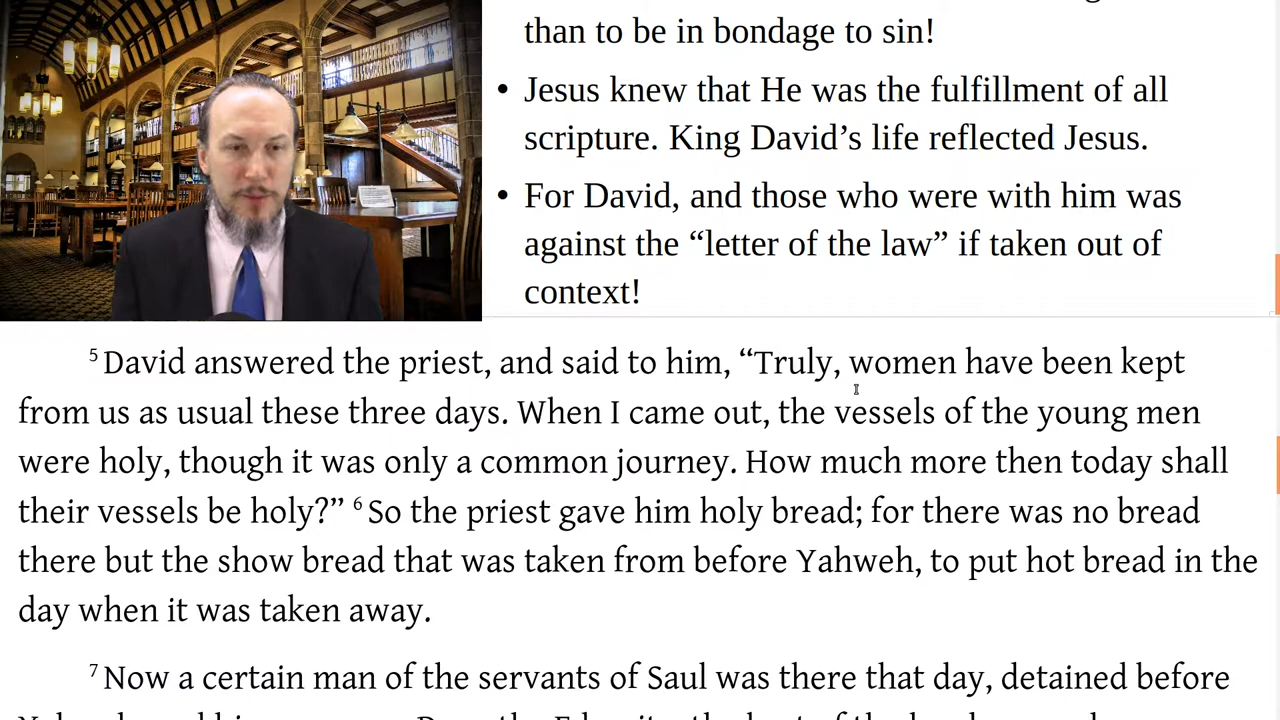 than to be in bondage to sin!
• Jesus knew that He was the fulfillment of all
scripture. King David’s life reflected Jesus.
• For David, and those who were with him was
against the “letter of the law” if taken out of
context!
5 David answered the priest, and said to him, “Truly, women have been kept
from us as usual these three days. When I came out, the vessels of the young men
were holy, though it was only a common journey. How much more then today shall
their vessels be holy?” 6 So the priest gave him holy bread; for there was no bread
there but the show bread that was taken from before Yahweh, to put hot bread in the
day when it was taken away.
7 Now a certain man of the servants of Saul was there that day, detained before